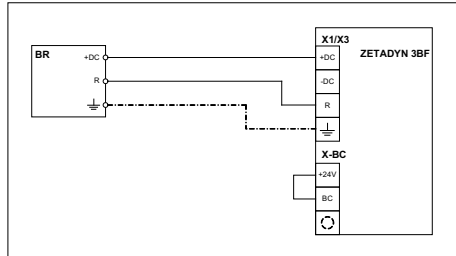 X1/X3
BR
+DC
+DC
ZETADYN 3BF
-DC
R
R
X-BC
+24V
BC